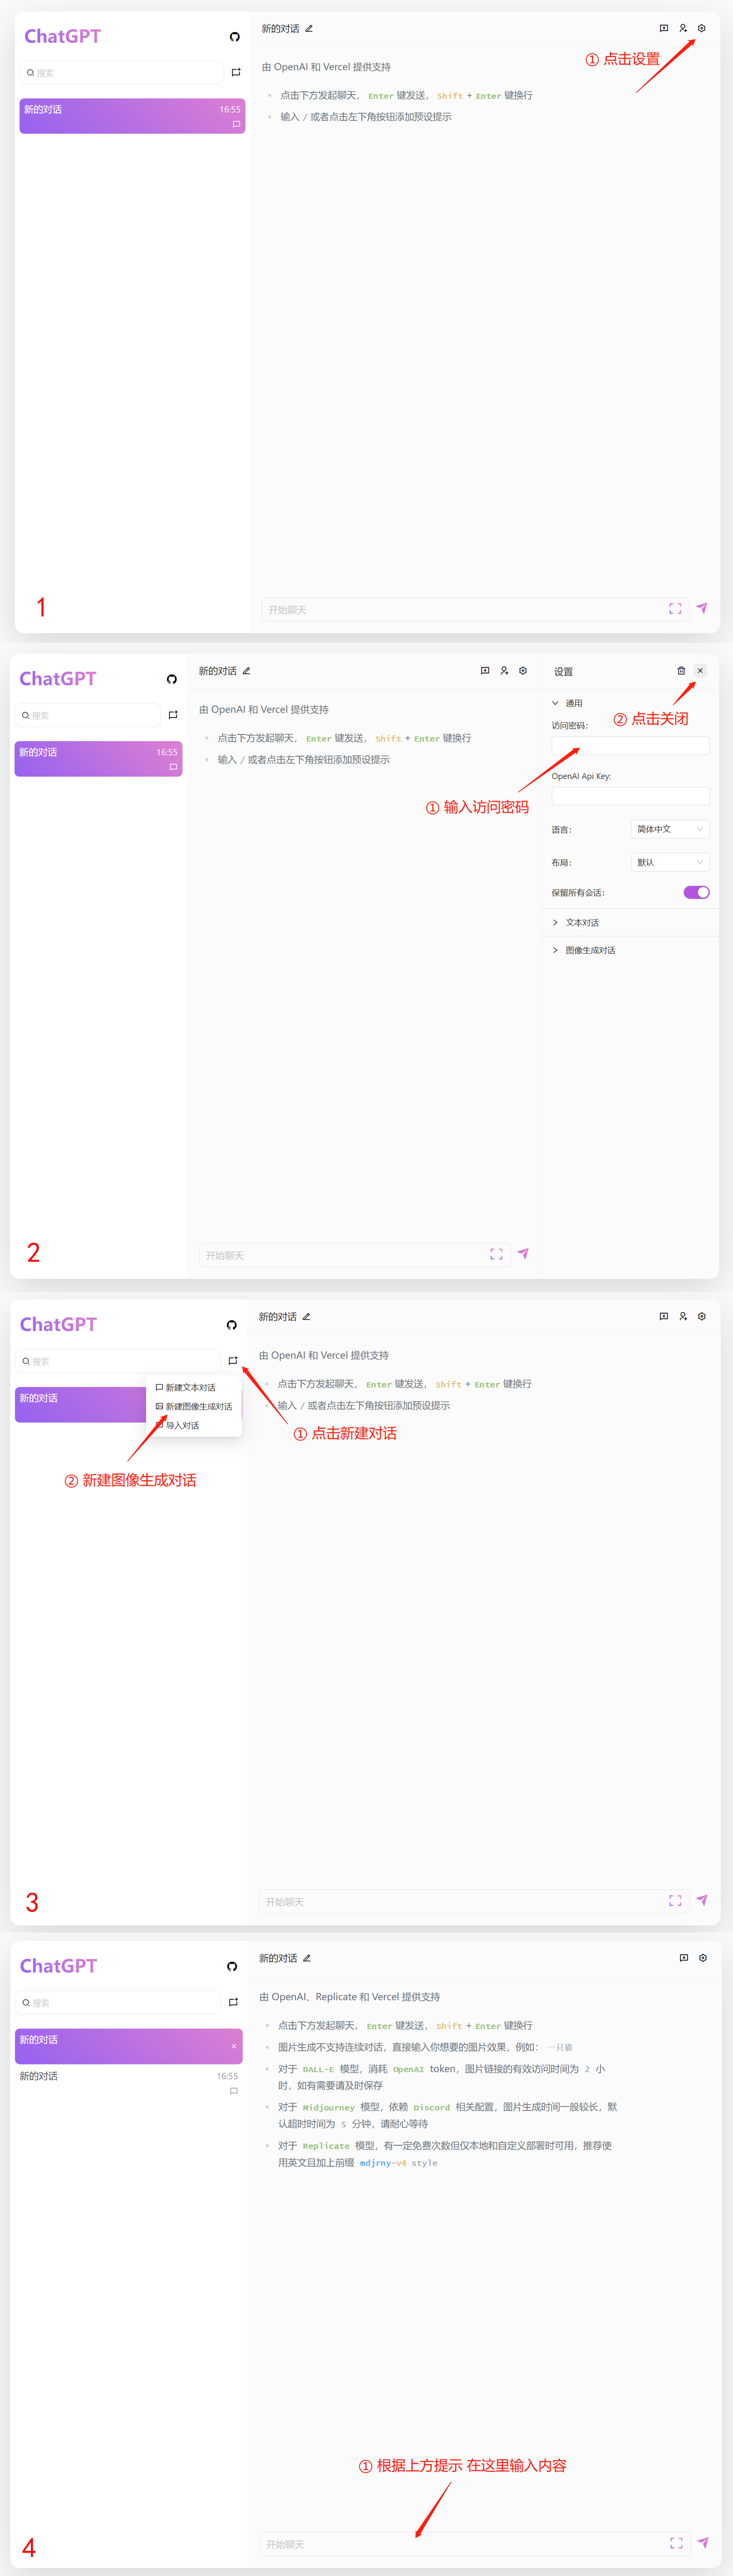 ChatGPT
搜索
新的对话
16:55
新的对话
由 OpenAI 和 Vercel 提供支持
点击下方发起聊天， Enter 键发送， Shift + Enter 键换行
输入 / 或者点击左下角按钮添加预设提示
① 点击设置
开始聊天
1
ChatGPT
搜索
新的对话
16:55
新的对话
由 OpenAI 和 Vercel 提供支持
点击下方发起聊天， Enter 键发送， Shift + Enter 键换行
输入 / 或者点击左下角按钮添加预设提示
设置
通用
② 点击关闭
访问密码：
① 输入访问密码
OpenAI Api Key:
语言：
简体中文
布局：
默认
保留所有会话：
文本对话
图像生成对话
开始聊天
2
ChatGPT
搜索
新的对话
新建文本对话
新建图像生成对话
导入对话
② 新建图像生成对话
新的对话
由 OpenAI 和 Vercel 提供支持
点击下方发起聊天， Enter 键发送， Shift + Enter 键换行
输入 / 或者点击左下角按钮添加预设提示
① 点击新建对话
开始聊天
3
ChatGPT
搜索
新的对话
新的对话
16:55
新的对话
由 OpenAI、Replicate 和 Vercel 提供支持
点击下方发起聊天， Enter 键发送， Shift + Enter 键换行
图片生成不支持连续对话，直接输入你想要的图片效果，例如： 一只猫
对于 DALL-E 模型，消耗 OpenAI token，图片链接的有效访问时间为 2 小
时，如有需要请及时保存
对于 Midjourney 模型，依赖 Discord 相关配置，图片生成时间一般较长，默
认超时时间为 5 分钟，请耐心等待
对于 Replicate 模型，有一定免费次数但仅本地和自定义部署时可用，推荐使
用英文且加上前缀 mdjrny-v4 style
① 根据上方提示 在这里输入内容
开始聊天
4